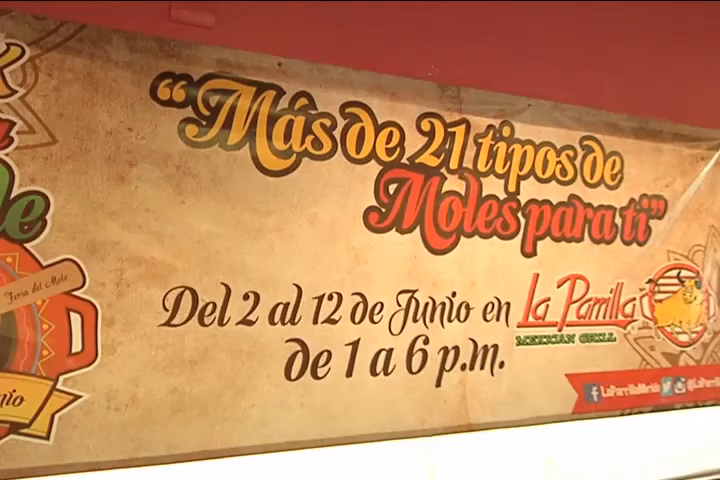 “Más de 21 tipos de
Moles para ti”
Del 2 al 12 de Junio en
La Parrilla
MEXICAN GRILL
de 1 a 6 p.m.
Feria del Mole